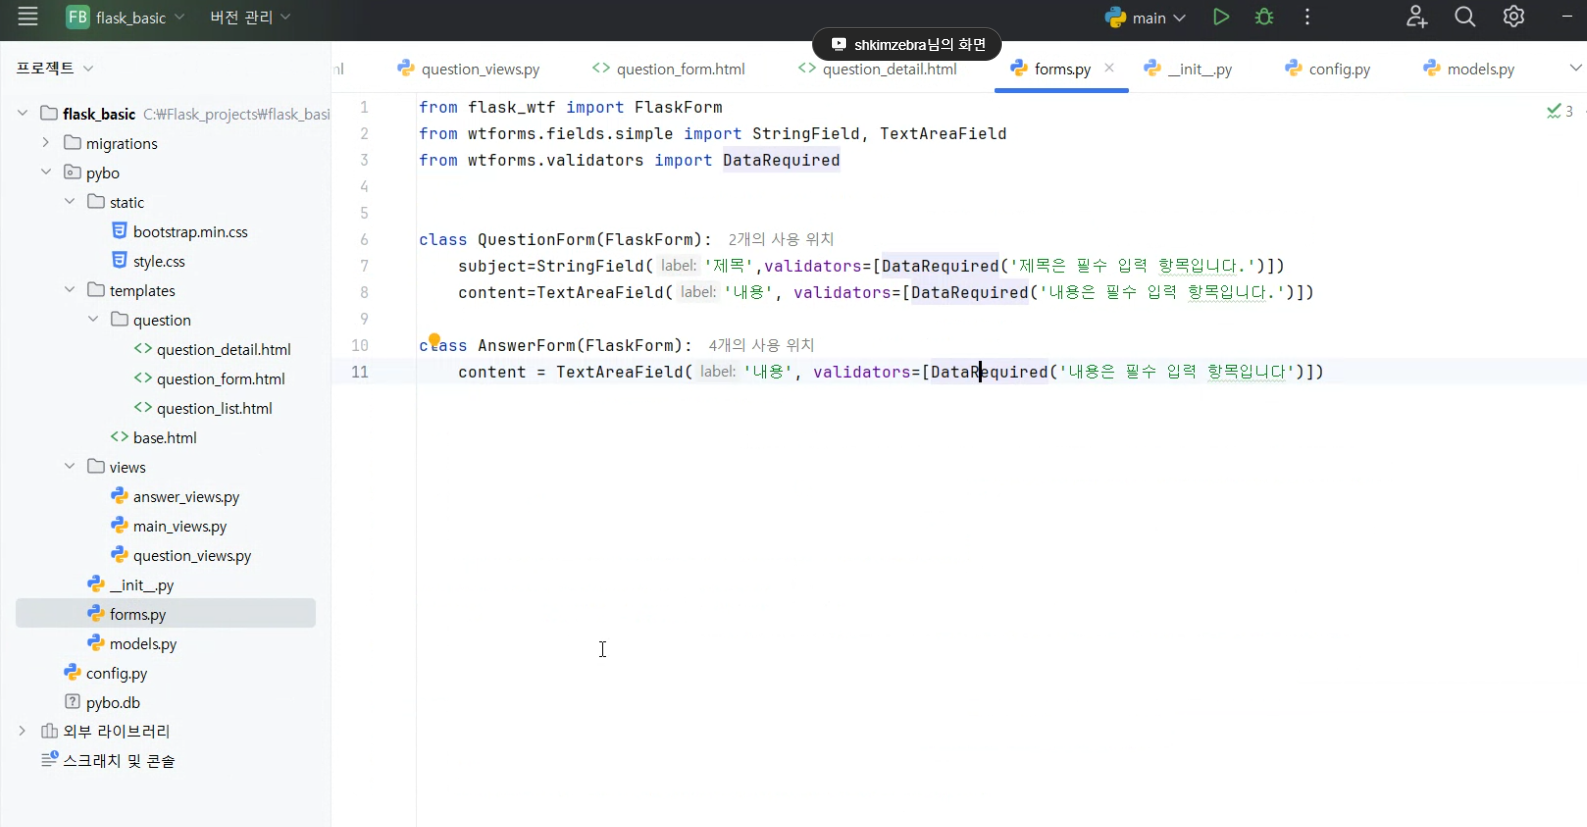 FB flask_basic 버전 관리 main
shkimzebra님의 화면
프로젝트
ml question_views.py question_form.html question_detail.html forms.py __init__.py config.py models.py
flask_basic C:₩Flask_projects₩flask_basi
migrations
pybo
static
bootstrap.min.css
style.css
templates
question
question_detail.html
question_form.html
question_list.html
base.html
views
answer_views.py
main_views.py
question_views.py
__init__.py
forms.py
models.py
config.py
pybo.db
외부 라이브러리
스크래치 및 콘솔
3
1 from flask_wtf import FlaskForm
2 from wtforms.fields.simple import StringField, TextAreaField
3 from wtforms.validators import DataRequired
4
5
6 class QuestionForm(FlaskForm): 2개의 사용 위치
7 subject=StringField( label: '제목',validators=[DataRequired('제목은 필수 입력 항목입니다.')])
8 content=TextAreaField( label: '내용', validators=[DataRequired('내용은 필수 입력 항목입니다.')])
9
10 class AnswerForm(FlaskForm): 4개의 사용 위치
11 content = TextAreaField( label: '내용', validators=[DataRequired('내용은 필수 입력 항목입니다')])